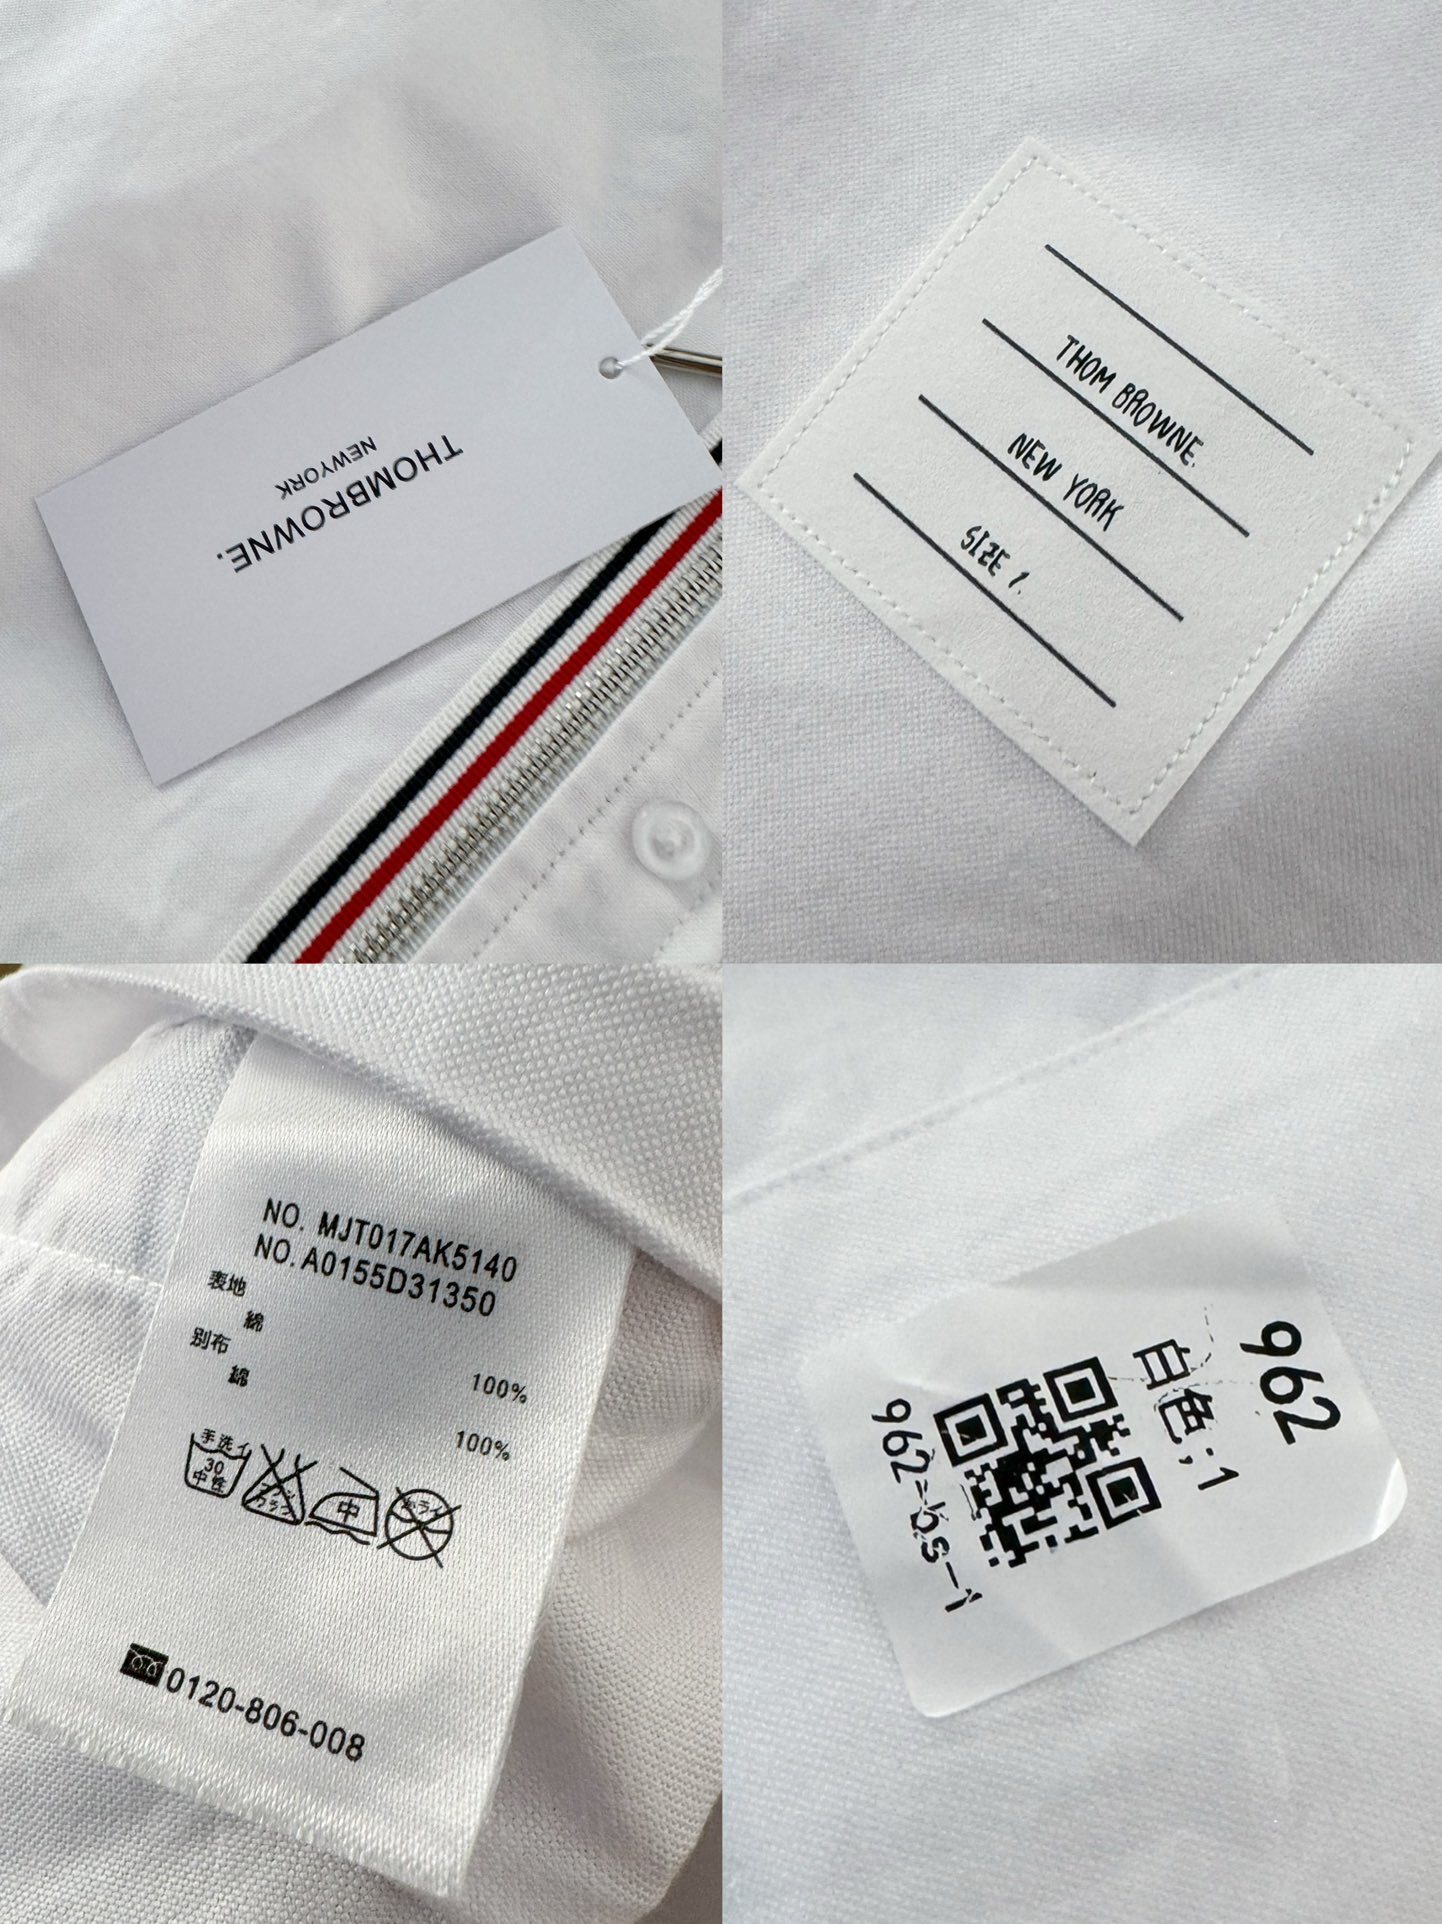 THOMBROWNE.
NEWYORK
THOM BROWNE.
NEW YORK
SIZE 1.
NO. MJT017AK5140
NO. A0155D31350
表地
綿 100%
別布
綿 100%
手洗イ
30
中性
中
0120-806-008
962
白色;1
962-bs-1